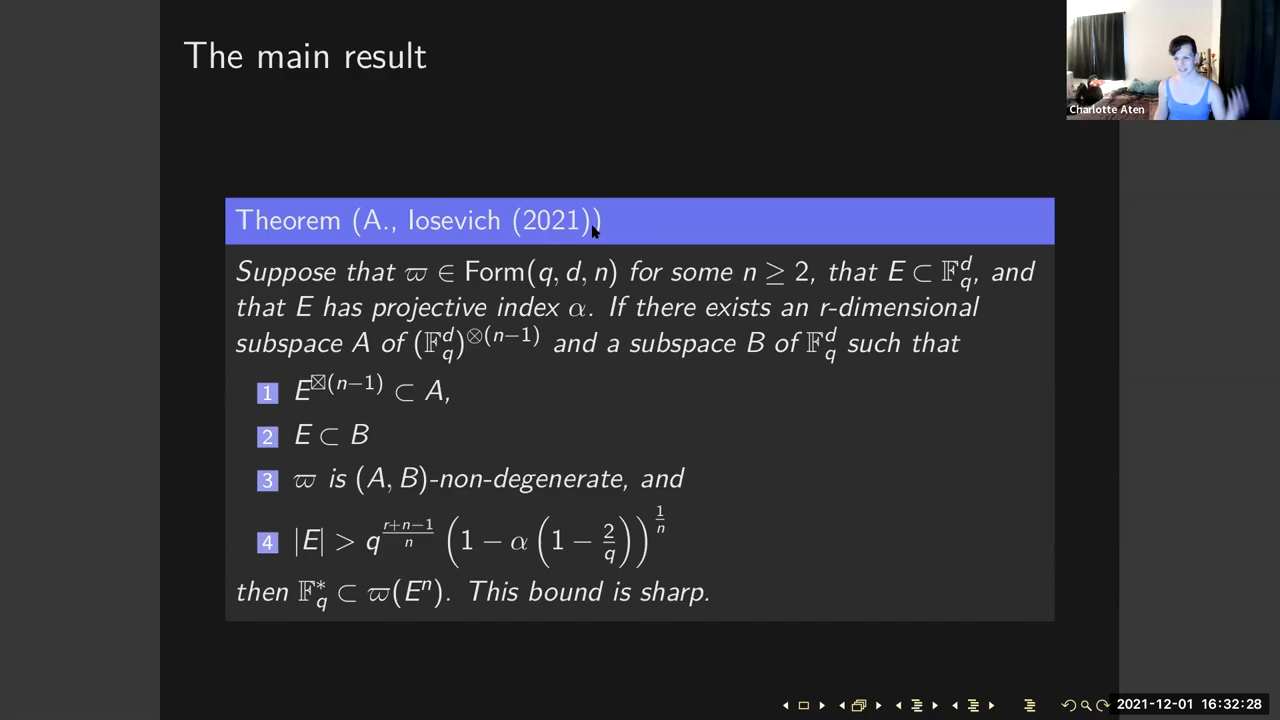 The main result
Charlotte Aten
Theorem (A., Iosevich (2021))
Suppose that ϖ ∈ Form(q, d, n) for some n ≥ 2, that E ⊂ 𝔽_q^d, and
that E has projective index α. If there exists an r-dimensional
subspace A of (𝔽_q^d)^{⊗(n−1)} and a subspace B of 𝔽_q^d such that
1 E^{⊠(n−1)} ⊂ A,
2 E ⊂ B
3 ϖ is (A, B)-non-degenerate, and
4 |E| > q^{\frac{r+n−1}{n}} (1 − α (1 − \frac{2}{q}))^{\frac{1}{n}}
then 𝔽_q^* ⊂ ϖ(E^n). This bound is sharp.
2021-12-01 16:32:28